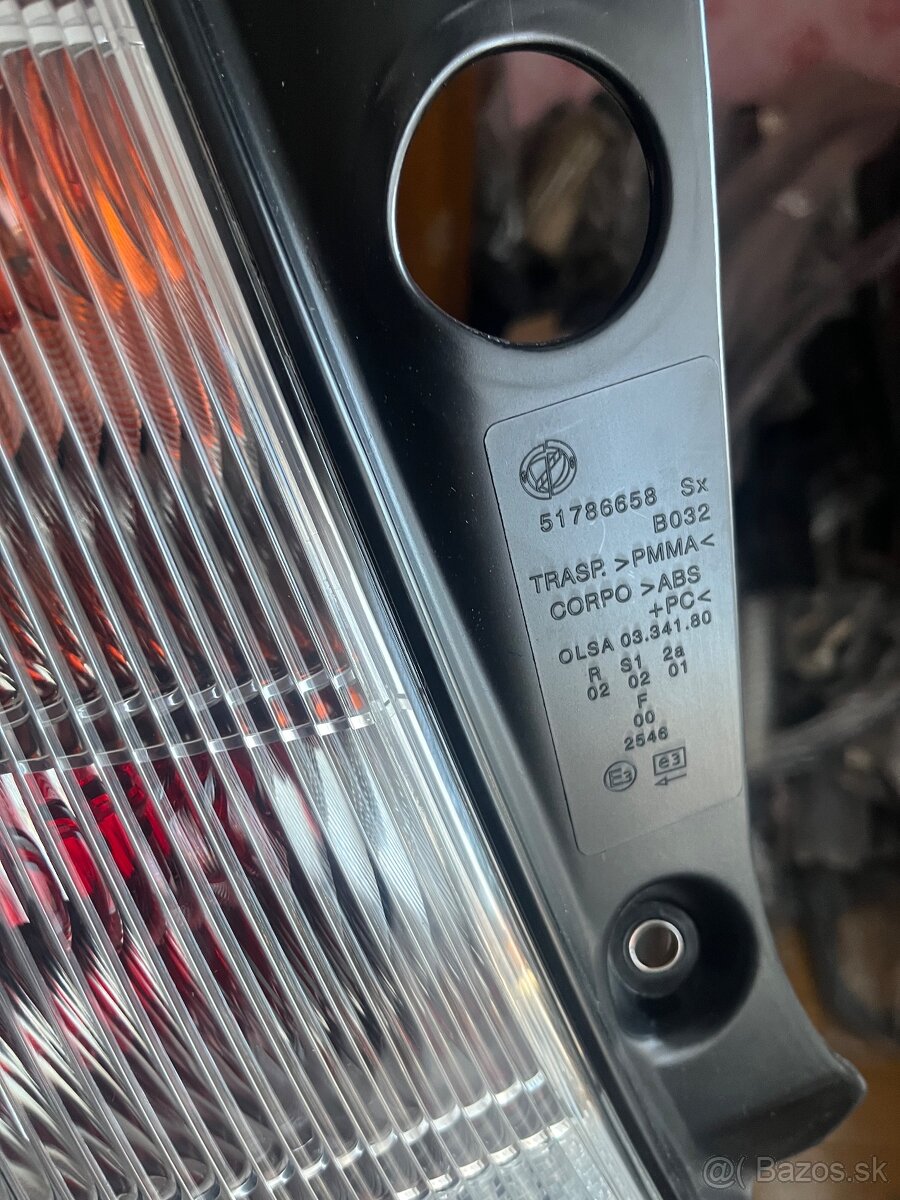 51786658 Sx
B032
TRASP. >PMMA<
CORPO >ABS
+PC<
OLSA 03.341.80
R S1 2a
02 02 01
F
00
2546
E3 e3
@( Bazos.sk